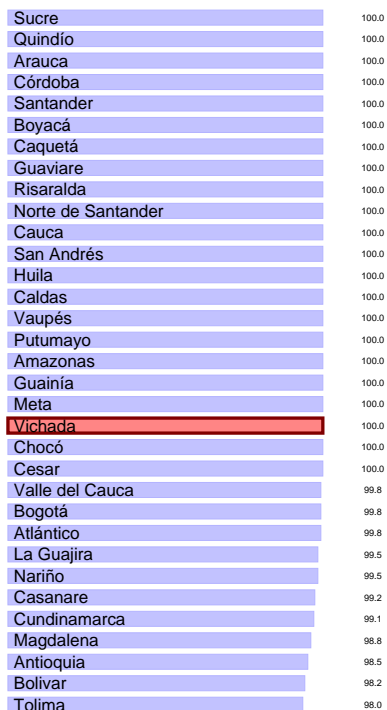 Sucre 100.0
Quindío 100.0
Arauca 100.0
Córdoba 100.0
Santander 100.0
Boyacá 100.0
Caquetá 100.0
Guaviare 100.0
Risaralda 100.0
Norte de Santander 100.0
Cauca 100.0
San Andrés 100.0
Huila 100.0
Caldas 100.0
Vaupés 100.0
Putumayo 100.0
Amazonas 100.0
Guainía 100.0
Meta 100.0
Vichada 100.0
Chocó 100.0
Cesar 100.0
Valle del Cauca 99.8
Bogotá 99.8
Atlántico 99.8
La Guajira 99.5
Nariño 99.5
Casanare 99.2
Cundinamarca 99.1
Magdalena 98.8
Antioquia 98.5
Bolivar 98.2
Tolima 98.0